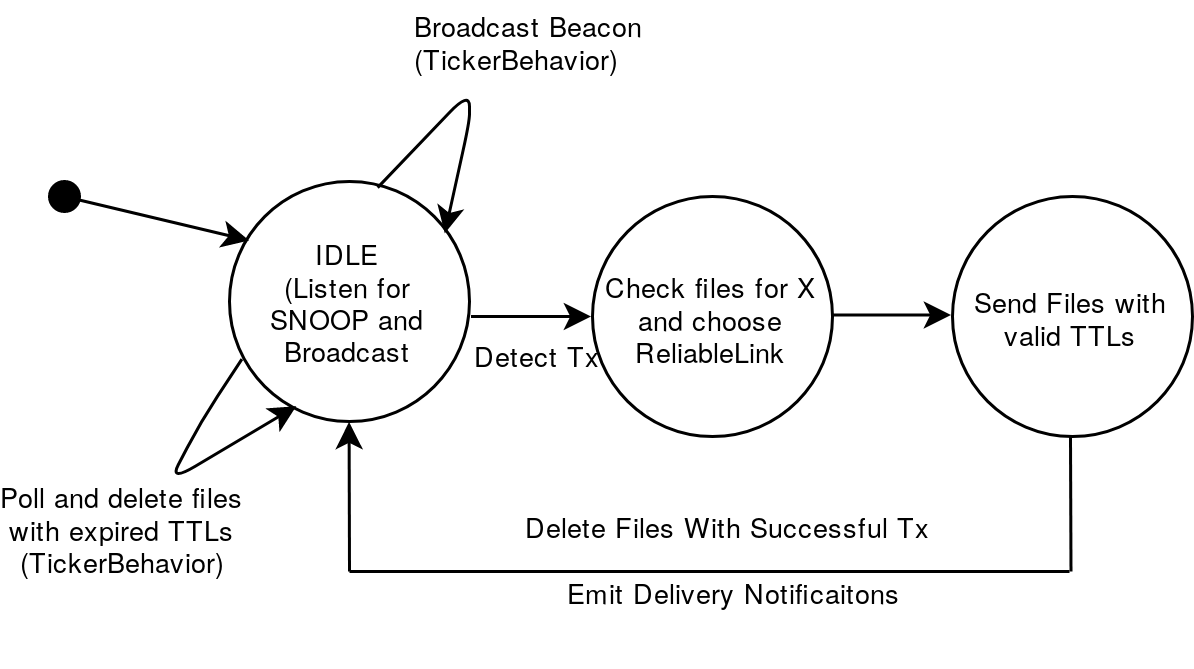 Broadcast Beacon
(TickerBehavior)
IDLE
(Listen for
SNOOP and
Broadcast
Detect Tx
Check files for X
and choose
ReliableLink
Send Files with
valid TTLs
Poll and delete files
with expired TTLs
(TickerBehavior)
Delete Files With Successful Tx
Emit Delivery Notificaitons